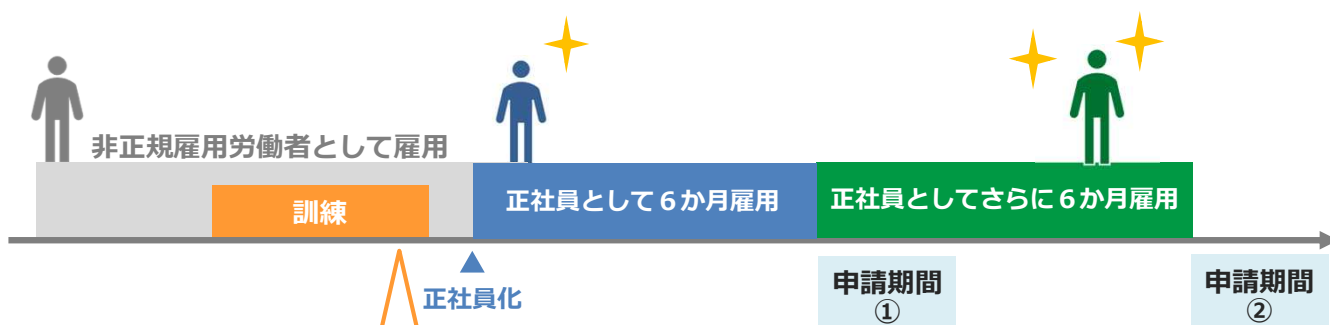 非正規雇用労働者として雇用
訓練
正社員として６か月雇用
正社員としてさらに６か月雇用
正社員化
申請期間
①
申請期間
②